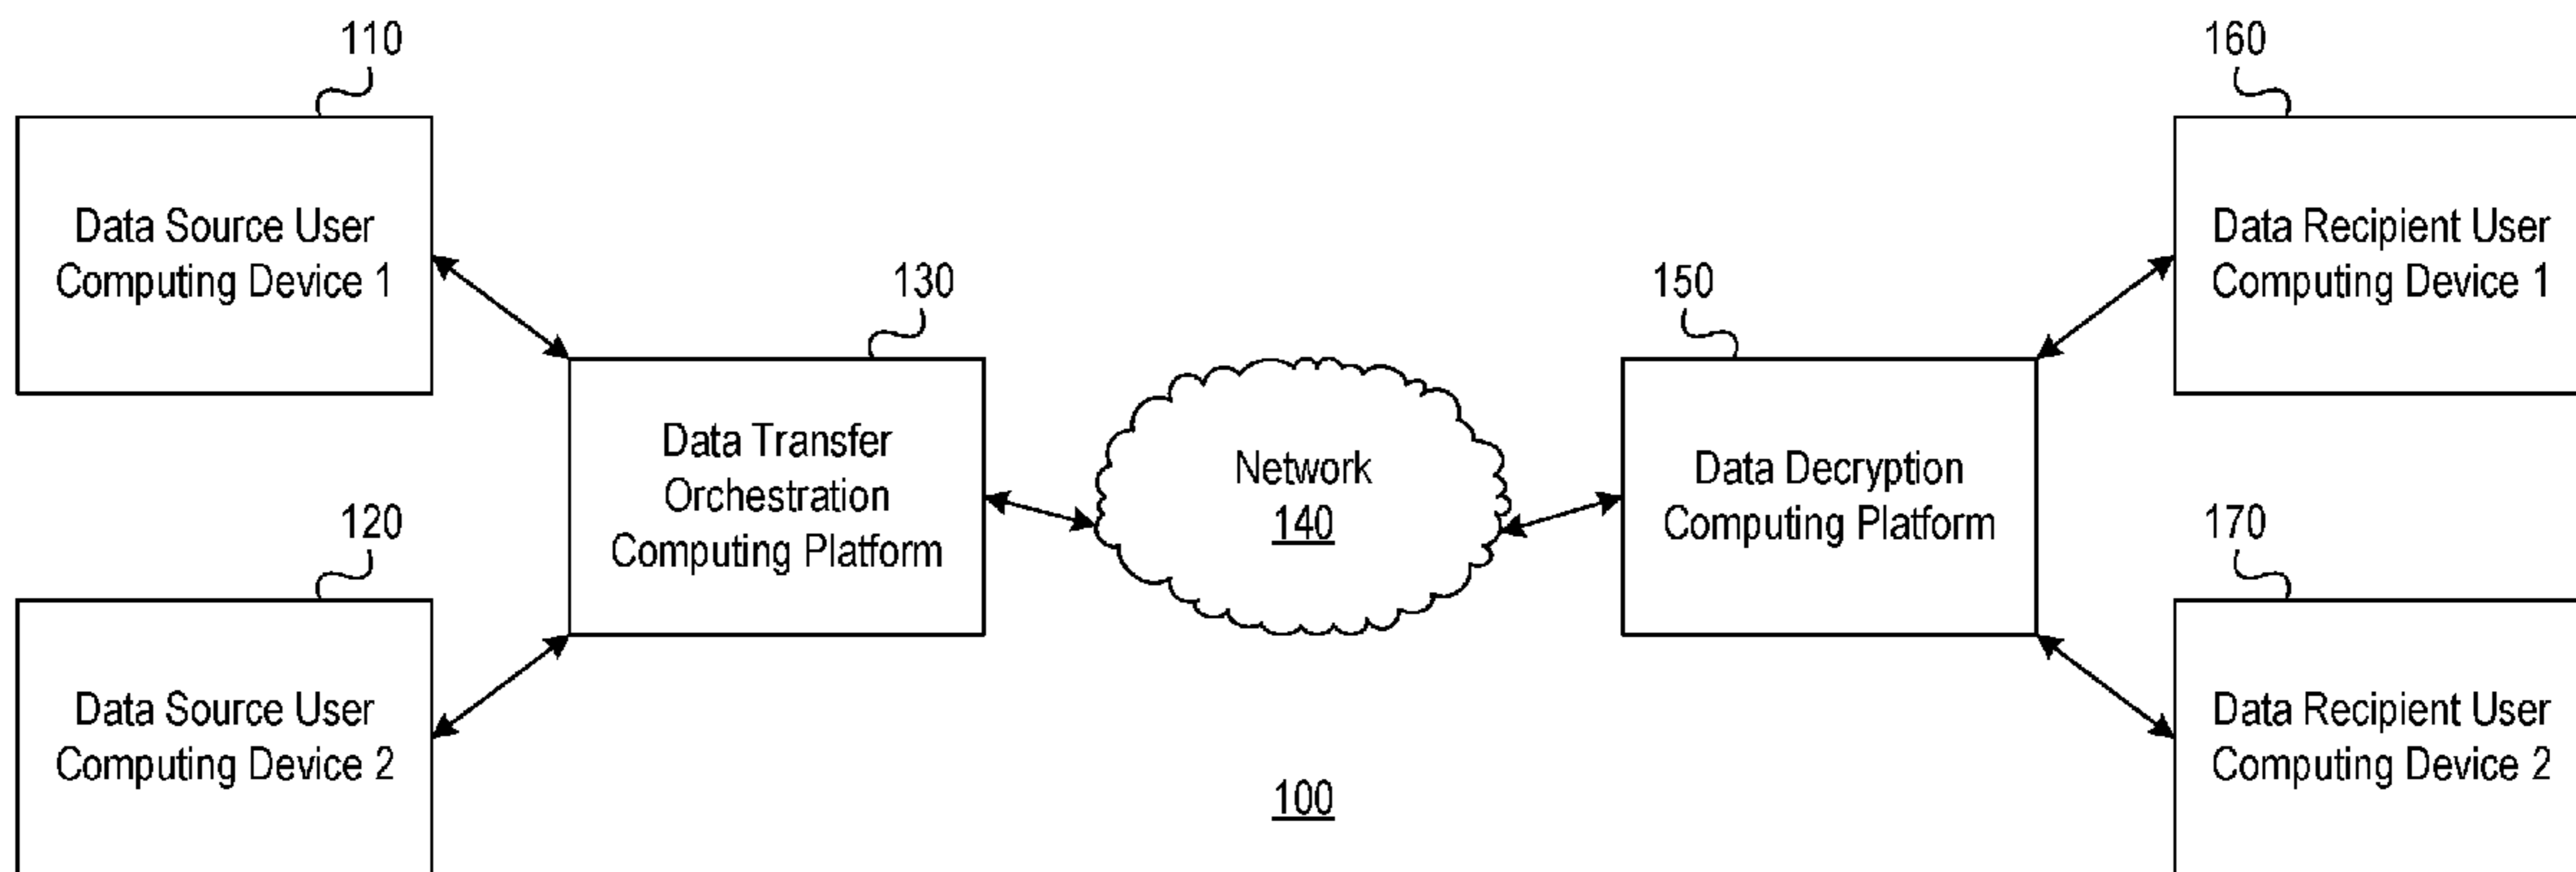 110
160
Data Source User
Computing Device 1
Data Recipient User
Computing Device 1
130
150
Data Transfer
Orchestration
Computing Platform
Network
140
Data Decryption
Computing Platform
120
170
Data Source User
Computing Device 2
Data Recipient User
Computing Device 2
100